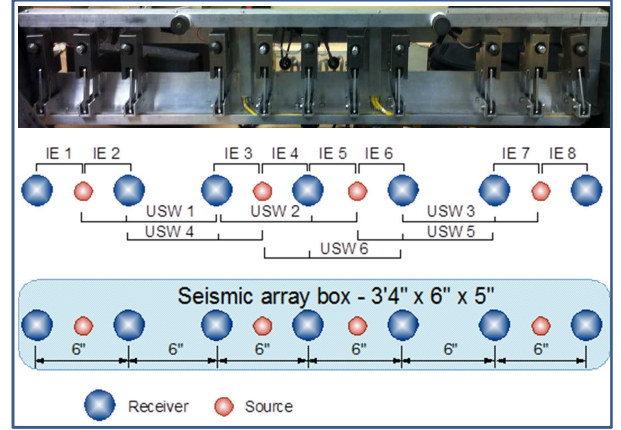 IE 1 IE 2 IE 3 IE 4 IE 5 IE 6 IE 7 IE 8
USW 1 USW 2 USW 3
USW 4 USW 5
USW 6
Seismic array box - 3'4" x 6" x 5"
6" 6" 6" 6" 6" 6"
Receiver Source